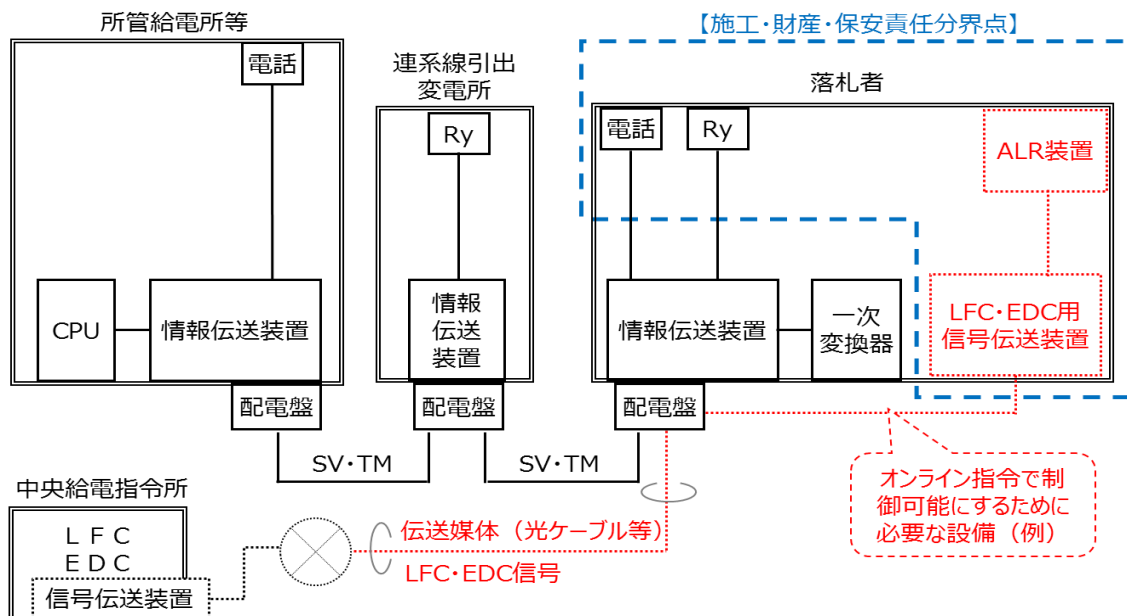 所管給電所等
電話
CPU
情報伝送装置
配電盤
連系線引出
変電所
Ry
情報
伝送
装置
配電盤
【施工・財産・保安責任分界点】
落札者
電話
Ry
ALR装置
情報伝送装置
一次
変換器
LFC・EDC用
信号伝送装置
配電盤
SV・TM
SV・TM
オンライン指令で制
御可能にするために
必要な設備（例）
中央給電指令所
ＬＦＣ
ＥＤＣ
信号伝送装置
伝送媒体（光ケーブル等）
LFC・EDC信号